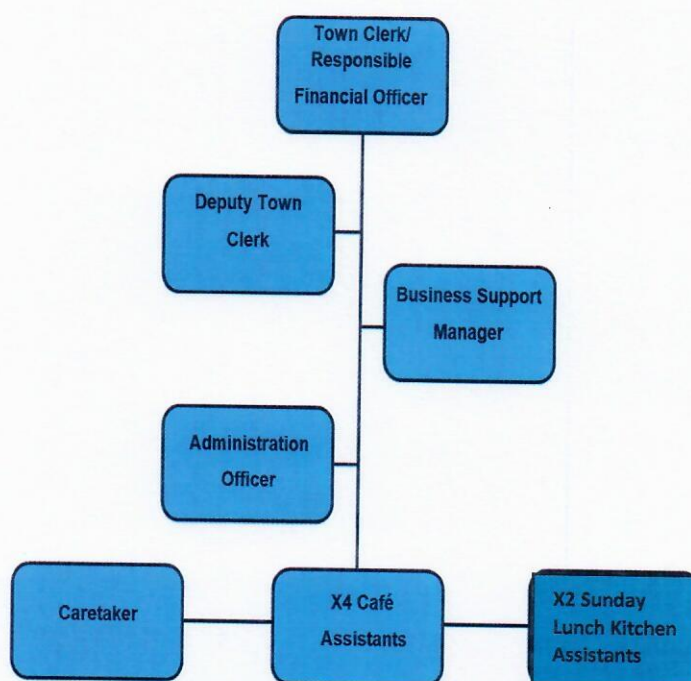 Town Clerk/
Responsible
Financial Officer
Deputy Town
Clerk
Business Support
Manager
Administration
Officer
Caretaker
X4 Café
Assistants
X2 Sunday
Lunch Kitchen
Assistants